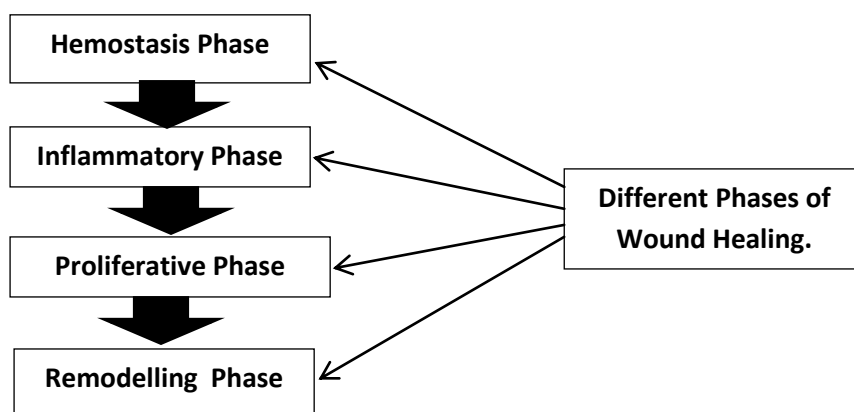 Hemostasis Phase
Inflammatory Phase
Proliferative Phase
Remodelling Phase
Different Phases of
Wound Healing.